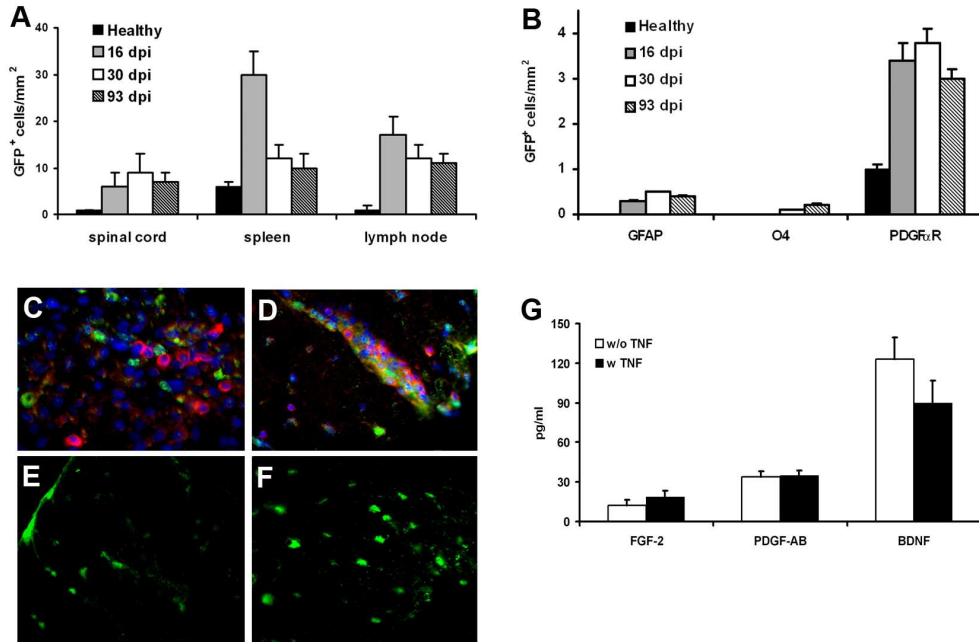 A
GFP+ cells/mm2
40
30
20
10
0
Healthy
16 dpi
30 dpi
93 dpi
spinal cord
spleen
lymph node
B
GFP+ cells/mm2
4
3
2
1
0
Healthy
16 dpi
30 dpi
93 dpi
GFAP
O4
PDGFαR
C
D
E
F
G
pg/ml
150
120
90
60
30
0
w/o TNF
w TNF
FGF-2
PDGF-AB
BDNF